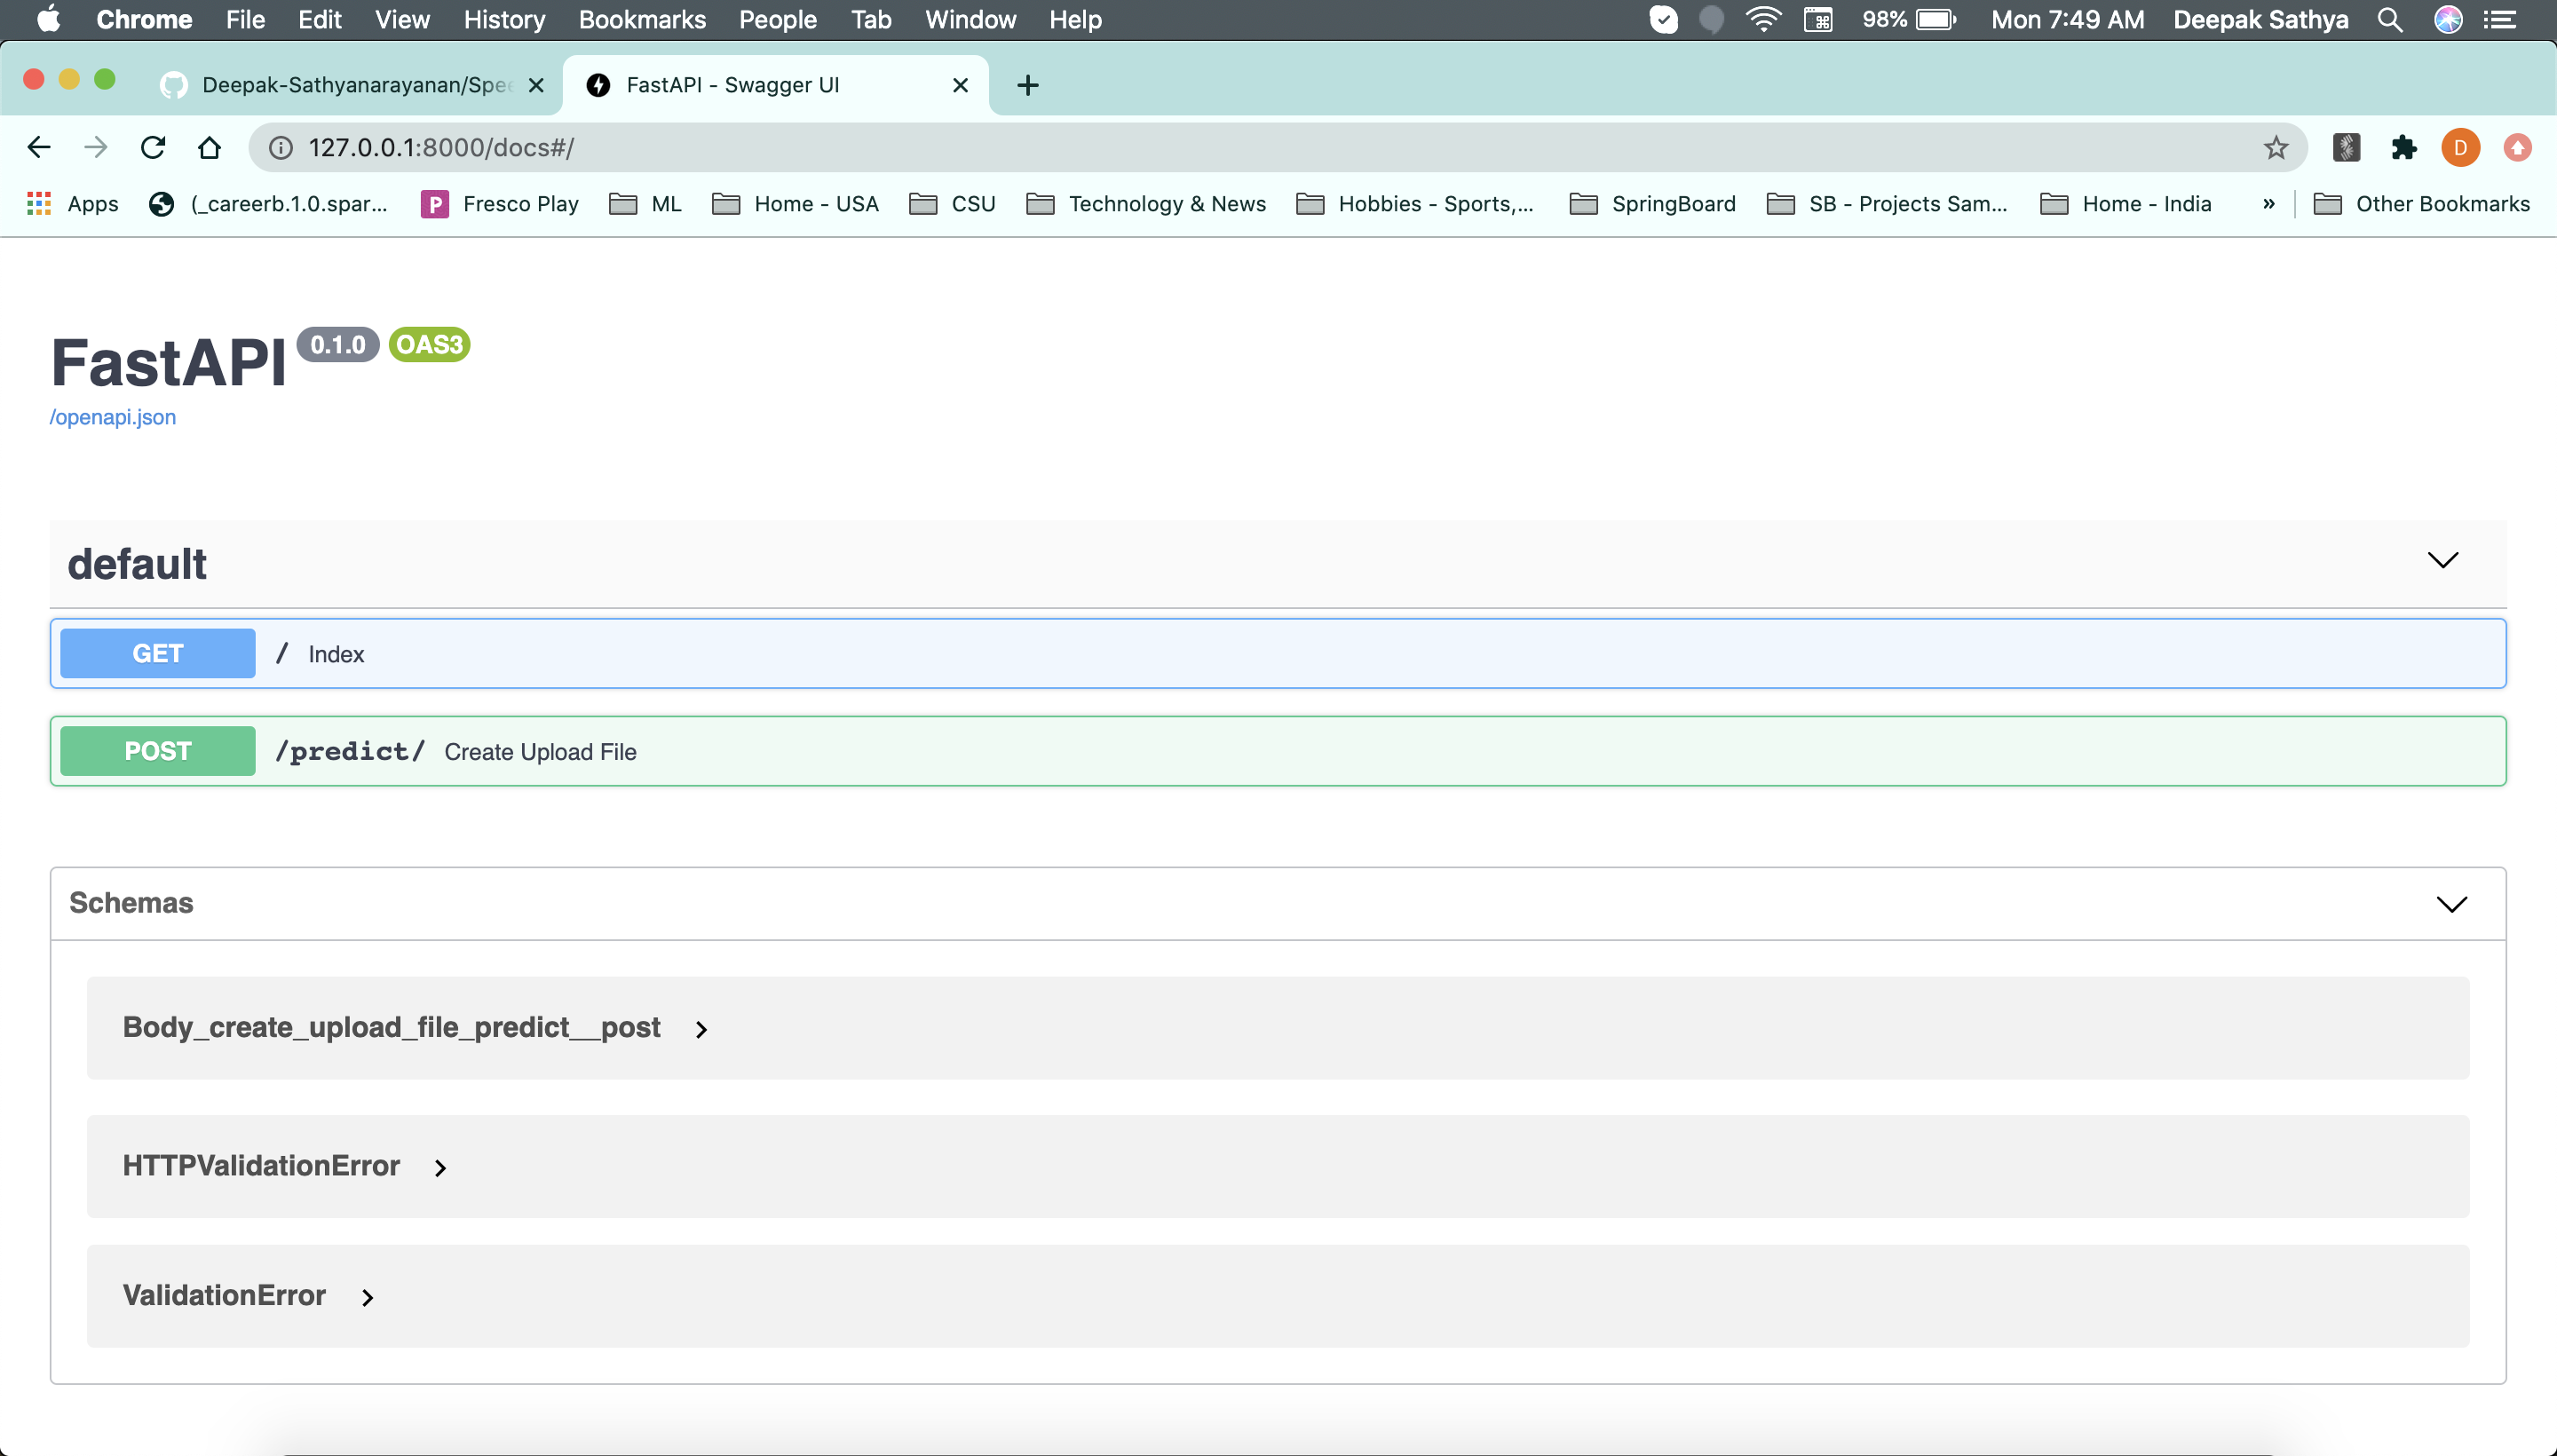 Chrome File Edit View History Bookmarks People Tab Window Help 98% Mon 7:49 AM Deepak Sathya
Deepak-Sathyanarayanan/Spee FastAPI - Swagger UI
127.0.0.1:8000/docs#/ D
Apps (_careerb.1.0.spar... P Fresco Play ML Home - USA CSU Technology & News Hobbies - Sports,... SpringBoard SB - Projects Sam... Home - India » Other Bookmarks
FastAPI 0.1.0 OAS3
/openapi.json
default
GET / Index
POST /predict/ Create Upload File
Schemas
Body_create_upload_file_predict__post
HTTPValidationError
ValidationError